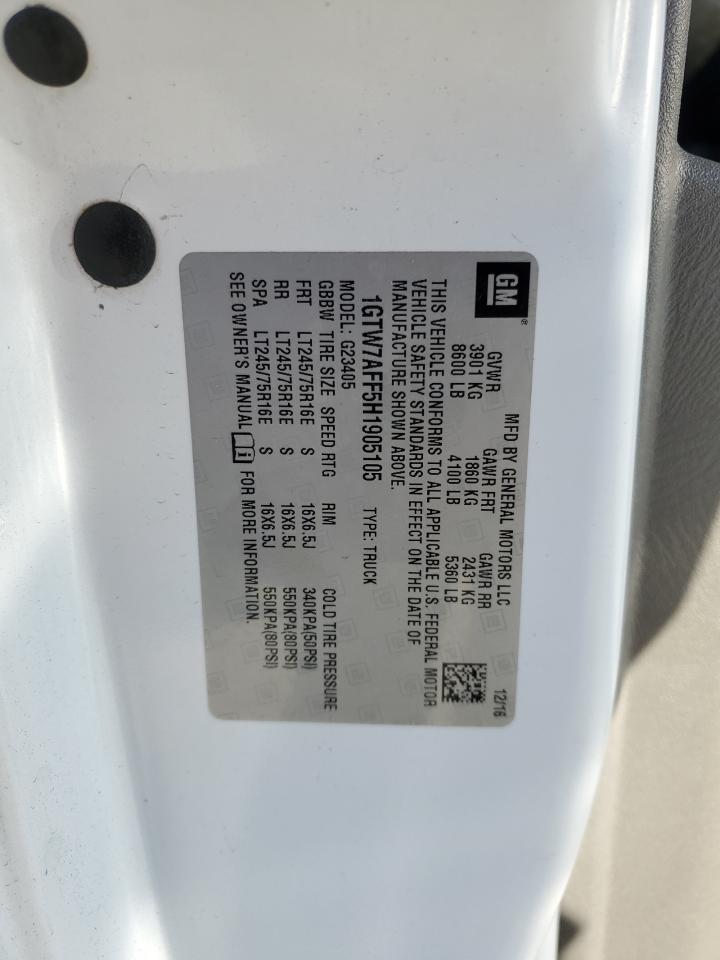 GM®
MFD BY GENERAL MOTORS LLC 12/16
GVWR GAWR FRT GAWR RR
3901 KG 1860 KG 2431 KG
8600 LB 4100 LB 5360 LB
THIS VEHICLE CONFORMS TO ALL APPLICABLE U.S. FEDERAL MOTOR
VEHICLE SAFETY STANDARDS IN EFFECT ON THE DATE OF
MANUFACTURE SHOWN ABOVE.
1GTW7AFF5H1905105 TYPE: TRUCK
MODEL: G23405
GBBW TIRE SIZE SPEED RTG RIM COLD TIRE PRESSURE
FRT LT245/75R16E S 16X6.5J 340KPA(50PSI)
RR LT245/75R16E S 16X6.5J 550KPA(80PSI)
SPA LT245/75R16E S 16X6.5J 550KPA(80PSI)
SEE OWNER'S MANUAL i FOR MORE INFORMATION.